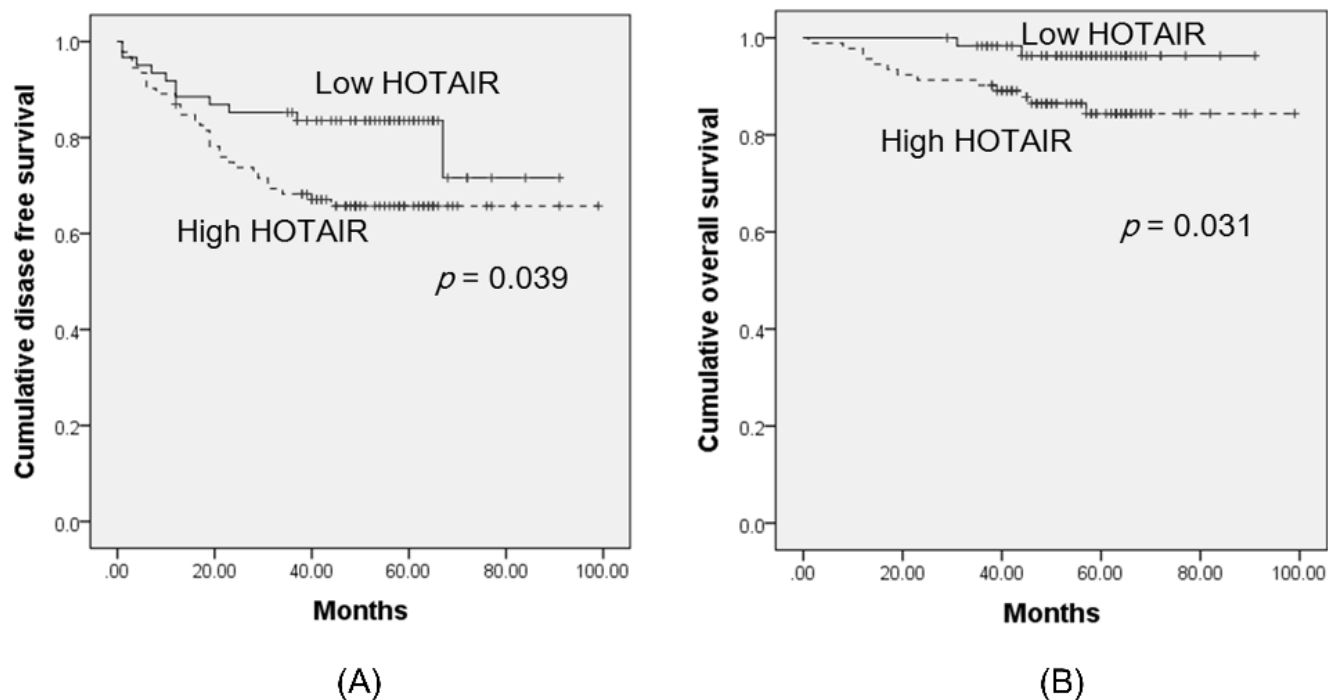 Cumulative disase free survival
1.0
0.8
0.6
0.4
0.2
0.0
Low HOTAIR
High HOTAIR
p = 0.039
.00 20.00 40.00 60.00 80.00 100.00
Months
(A)
Cumulative overall survival
1.0
0.8
0.6
0.4
0.2
0.0
Low HOTAIR
High HOTAIR
p = 0.031
.00 20.00 40.00 60.00 80.00 100.00
Months
(B)